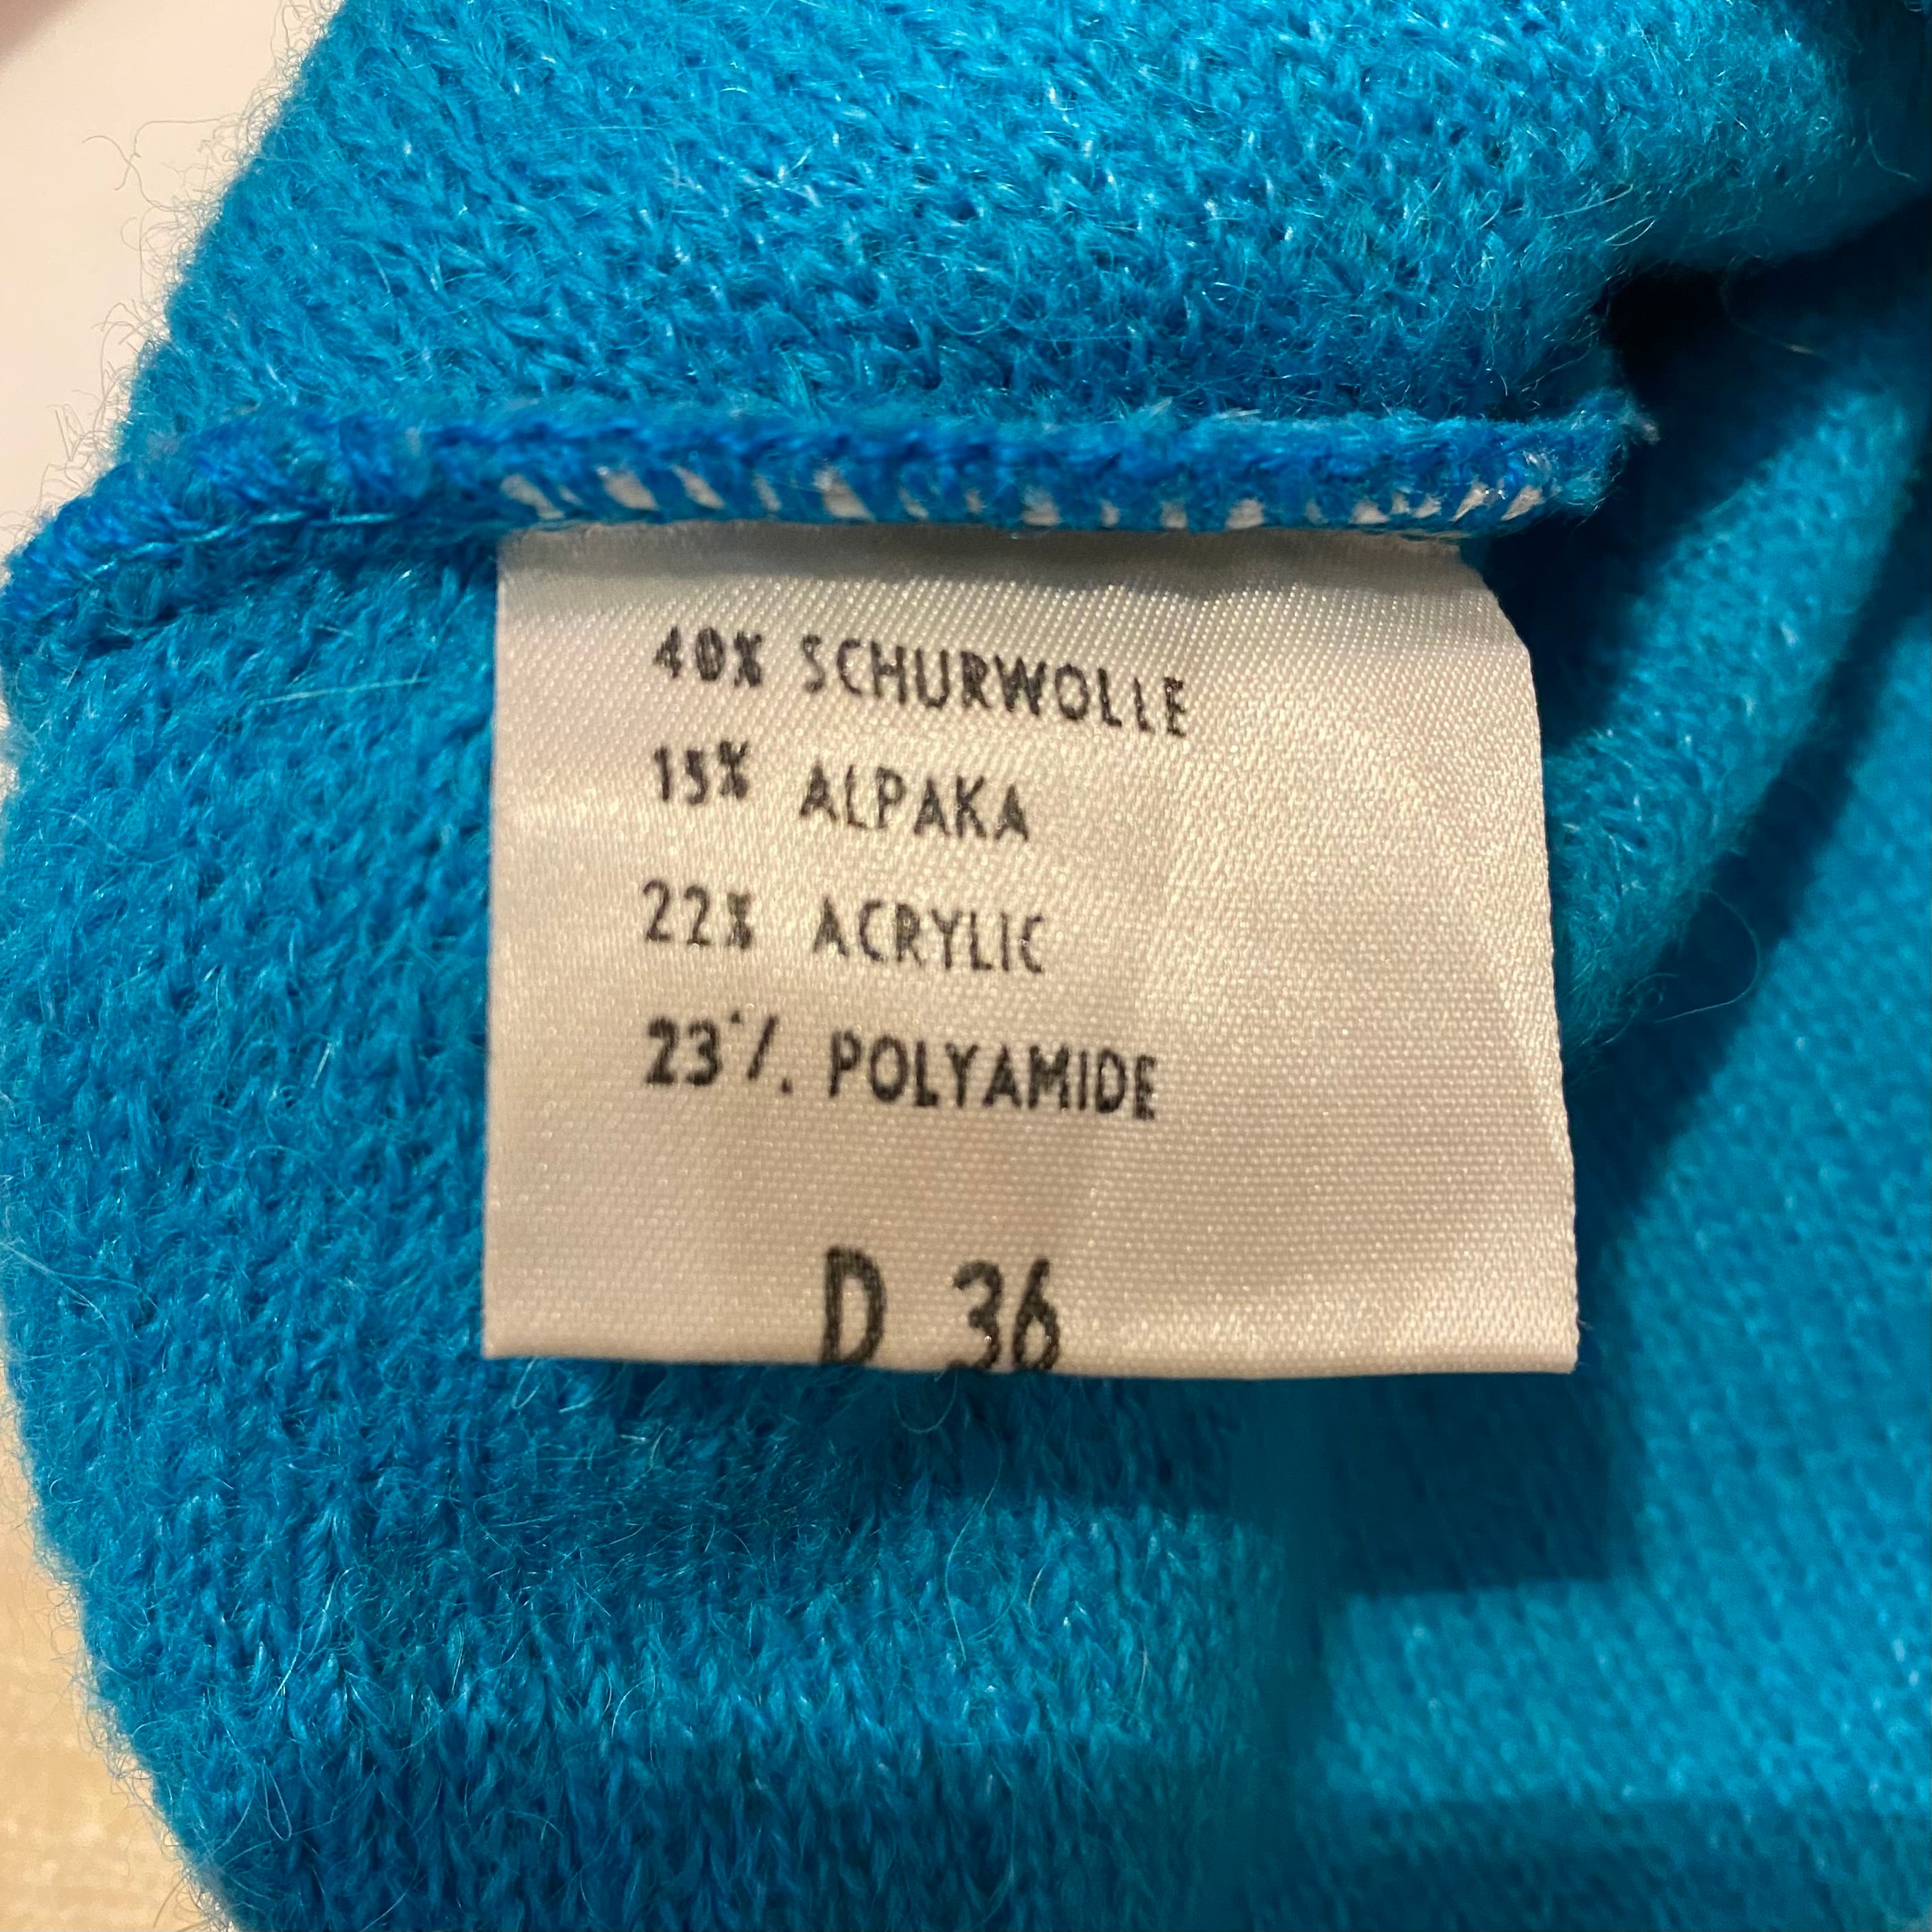 40% SCHURWOLLE
15% ALPAKA
22% ACRYLIC
23% POLYAMIDE
D 36